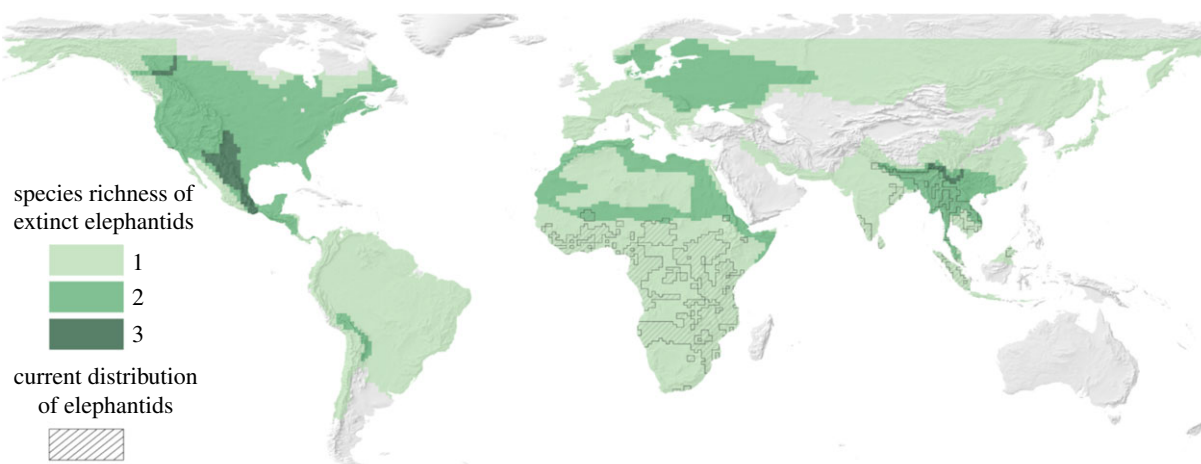 species richness of
extinct elephantids
1
2
3
current distribution
of elephantids